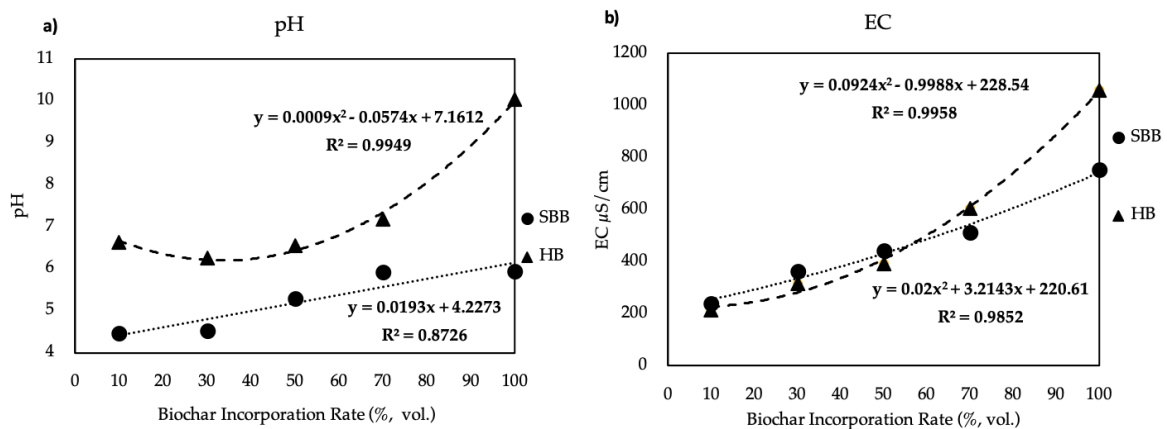 a)
pH
11
10
9
8
7
6
5
4
pH
y = 0.0009x² - 0.0574x + 7.1612
R² = 0.9949
y = 0.0193x + 4.2273
R² = 0.8726
SBB
HB
0 10 20 30 40 50 60 70 80 90 100
Biochar Incorporation Rate (%, vol.)
b)
EC
1200
1000
800
600
400
200
0
EC µS/cm
y = 0.0924x² - 0.9988x + 228.54
R² = 0.9958
y = 0.02x² + 3.2143x + 220.61
R² = 0.9852
SBB
HB
0 10 20 30 40 50 60 70 80 90 100
Biochar Incorporation Rate (%, vol.)